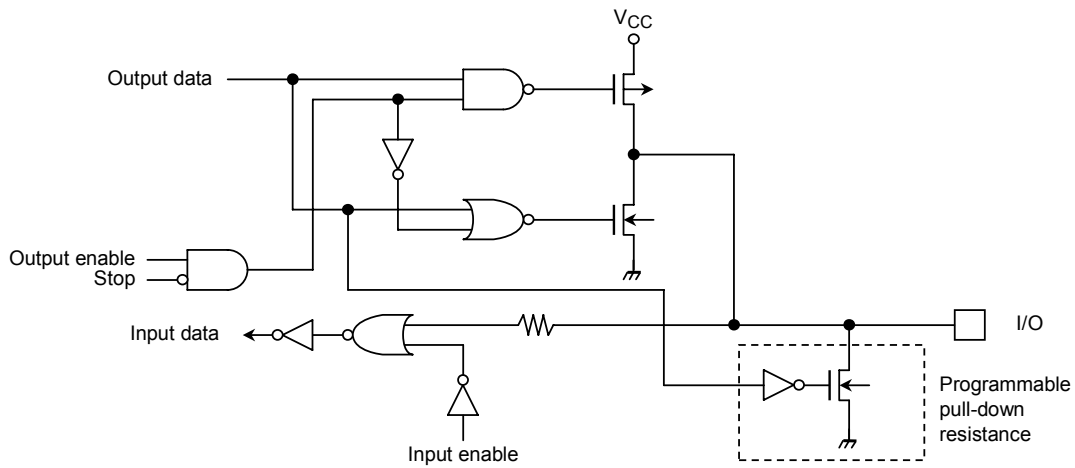 VCC
Output data
Output enable
Stop
Input data
I/O
Programmable
pull-down
resistance
Input enable